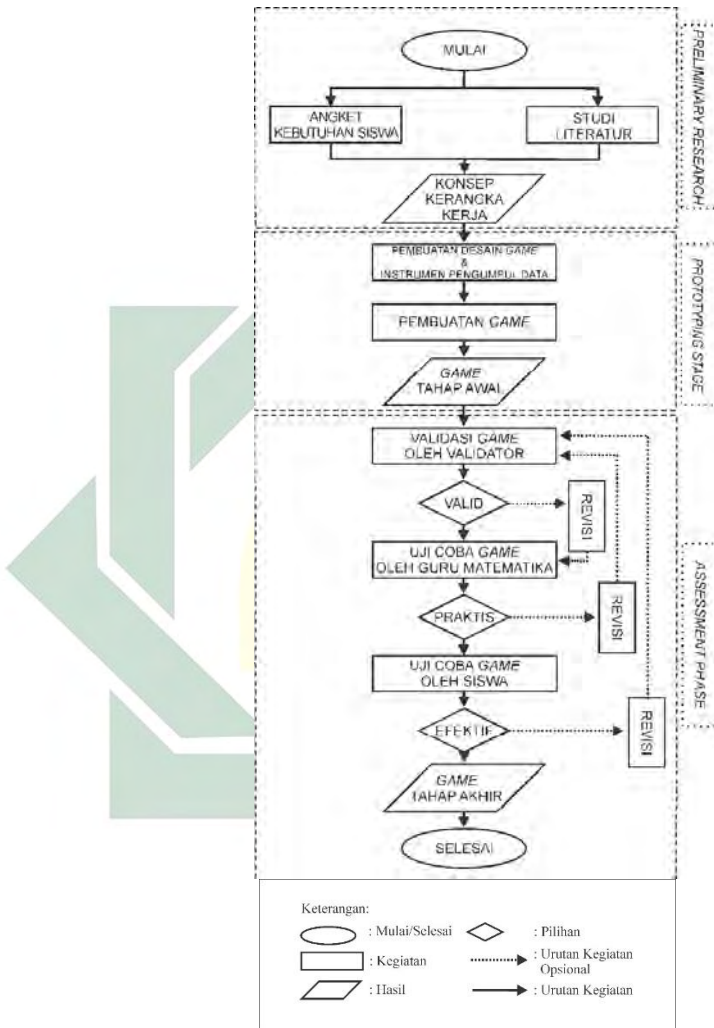 MULAI
PRELIMINARY RESEARCH
ANGKET
KEBUTUHAN SISWA
STUDI
LITERATUR
KONSEP
KERANGKA
KERJA
PEMBUATAN DESAIN GAME
&
INSTRUMEN PENGUMPUL DATA
PROTOTYPING STAGE
PEMBUATAN GAME
GAME
TAHAP AWAL
VALIDASI GAME
OLEH VALIDATOR
VALID
REVISI
UJI COBA GAME
OLEH GURU MATEMATIKA
ASSESSMENT PHASE
PRAKTIS
REVISI
UJI COBA GAME
OLEH SISWA
EFEKTIF
REVISI
GAME
TAHAP AKHIR
SELESAI
Keterangan:
: Mulai/Selesai
: Pilihan
: Kegiatan
: Urutan Kegiatan
Opsional
: Hasil
: Urutan Kegiatan